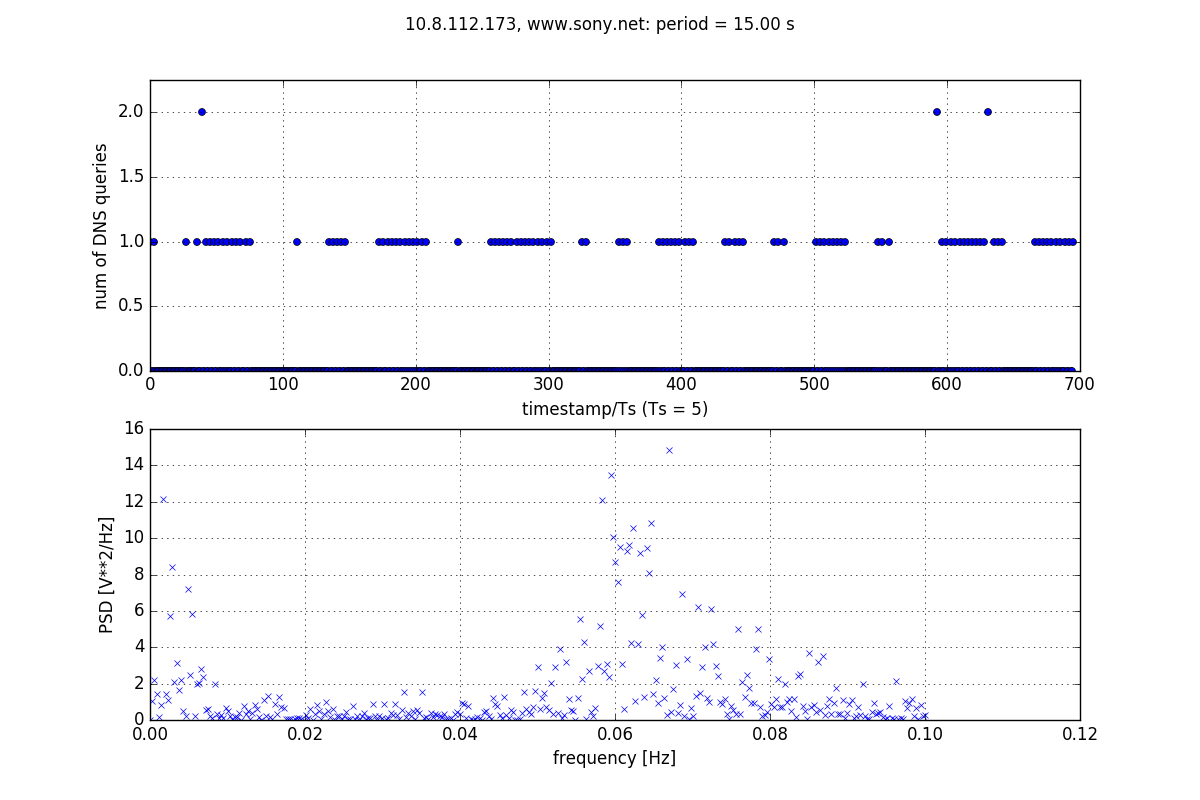 10.8.112.173, www.sony.net: period = 15.00 s
num of DNS queries
2.0
1.5
1.0
0.5
0.0
0 100 200 300 400 500 600 700
timestamp/Ts (Ts = 5)
PSD [V**2/Hz]
16
14
12
10
8
6
4
2
0
0.00 0.02 0.04 0.06 0.08 0.10 0.12
frequency [Hz]